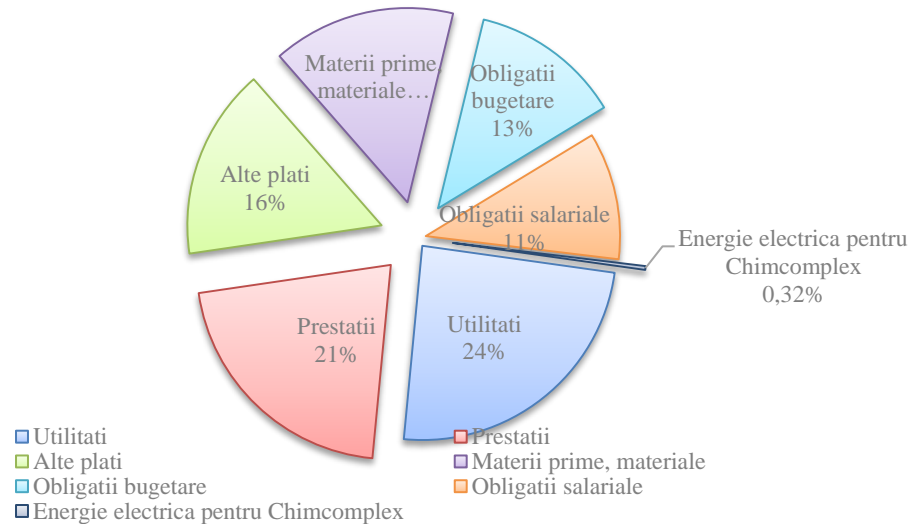 Materii prime,
materiale…
Obligatii
bugetare
13%
Alte plati
16%
Obligatii salariale
11%
Energie electrica pentru
Chimcomplex
0,32%
Prestatii
21%
Utilitati
24%
Utilitati
Prestatii
Alte plati
Materii prime, materiale
Obligatii bugetare
Obligatii salariale
Energie electrica pentru Chimcomplex